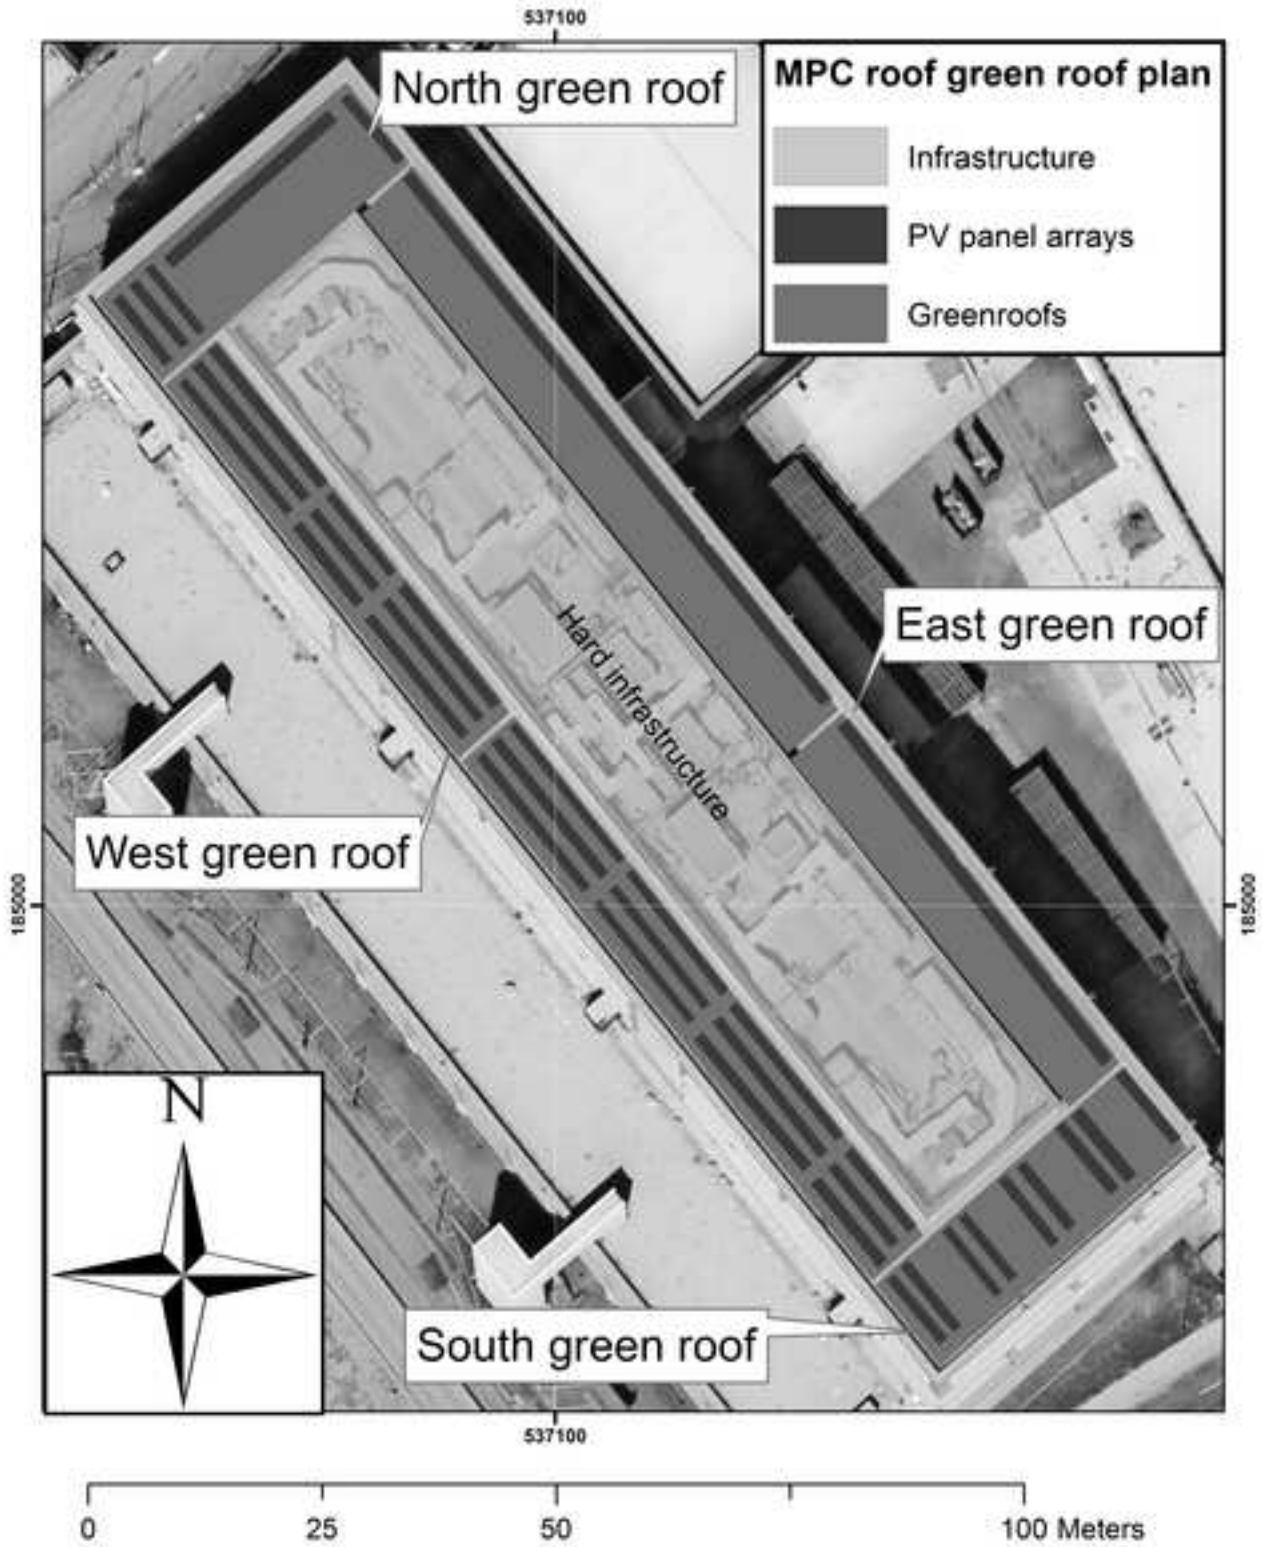 537100
North green roof
MPC roof green roof plan
Infrastructure
PV panel arrays
Greenroofs
Hard infrastructure
East green roof
West green roof
185000
185000
N
South green roof
537100
0 25 50 100 Meters